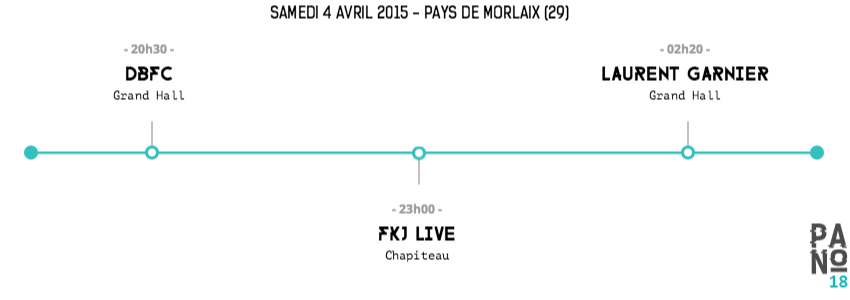 SAMEDI 4 AVRIL 2015 – PAYS DE MORLAIX (29)
- 20h30 -
DBFC
Grand Hall
- 02h20 -
LAURENT GARNIER
Grand Hall
- 23h00 -
FKJ LIVE
Chapiteau
PA
Nº
18